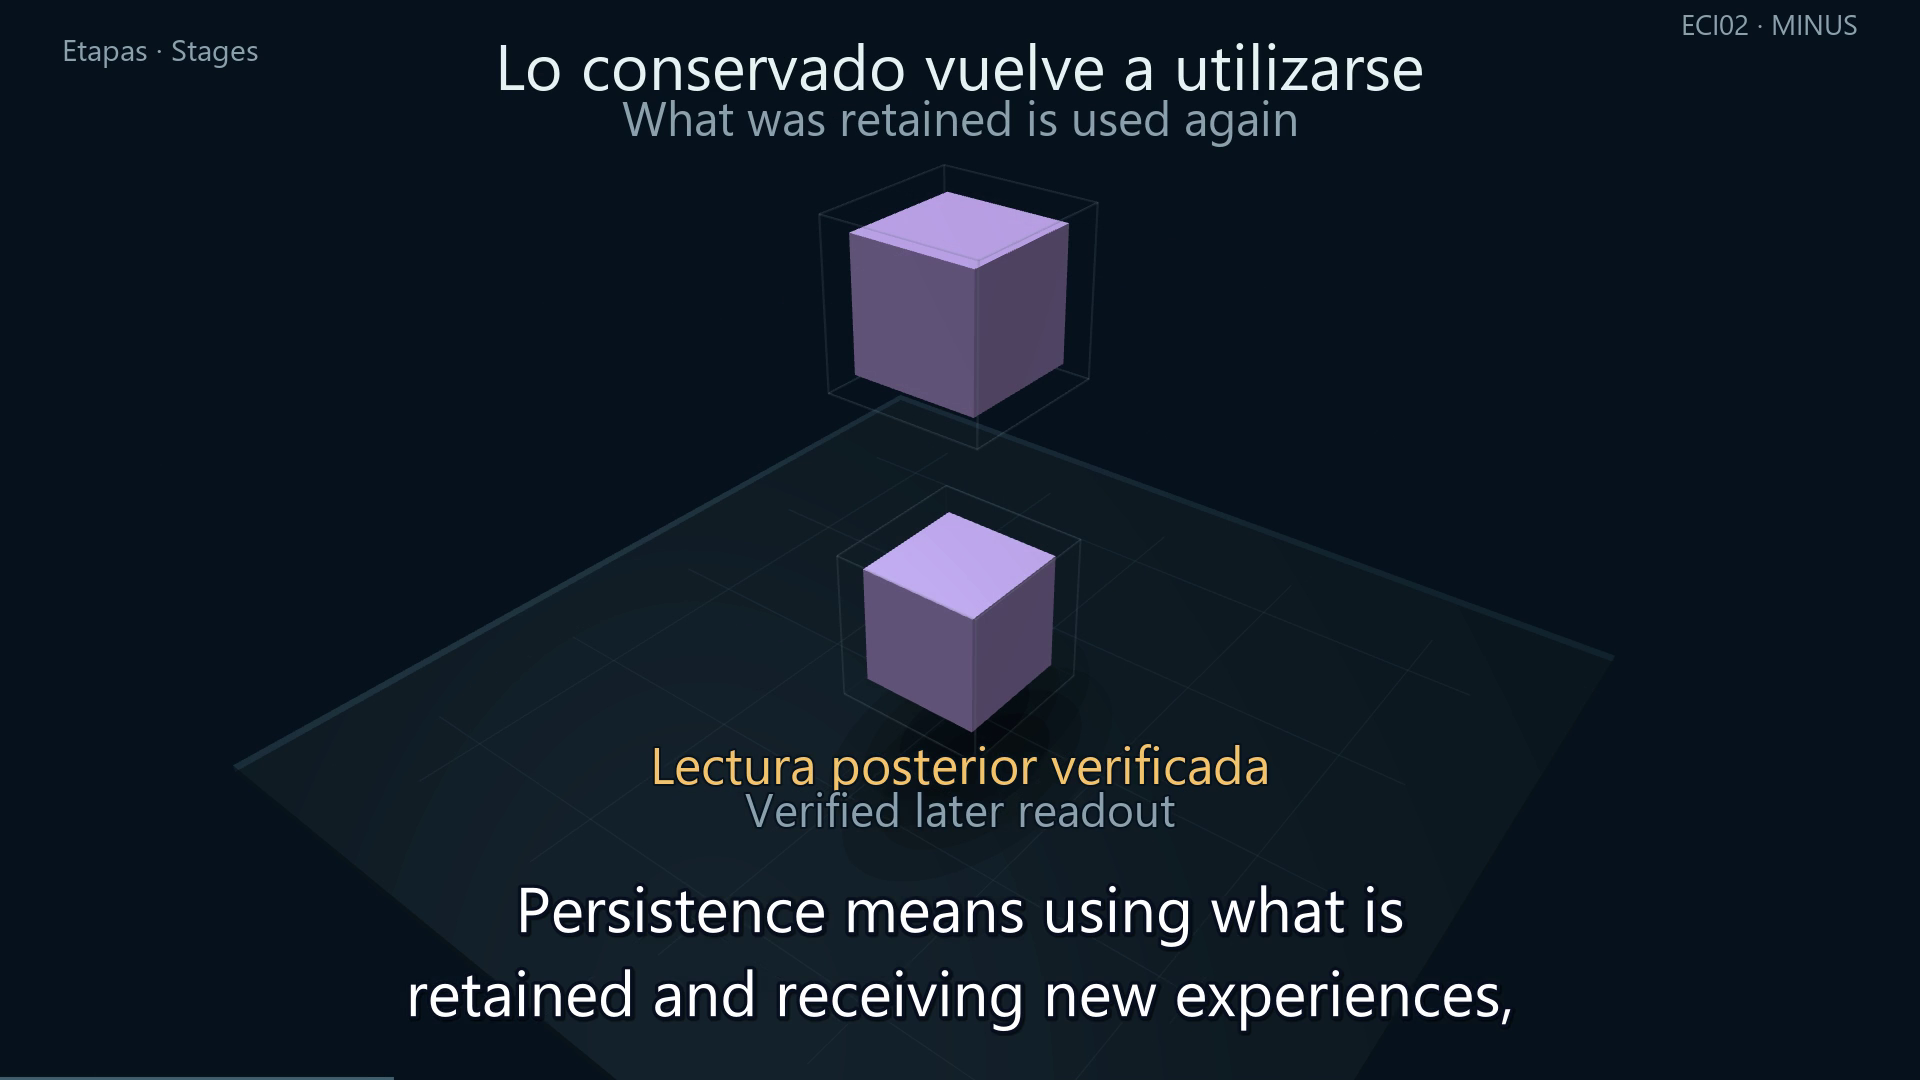 Etapas · Stages
ECI02 · MINUS
Lo conservado vuelve a utilizarse
What was retained is used again
Lectura posterior verificada
Verified later readout
Persistence means using what is
retained and receiving new experiences,